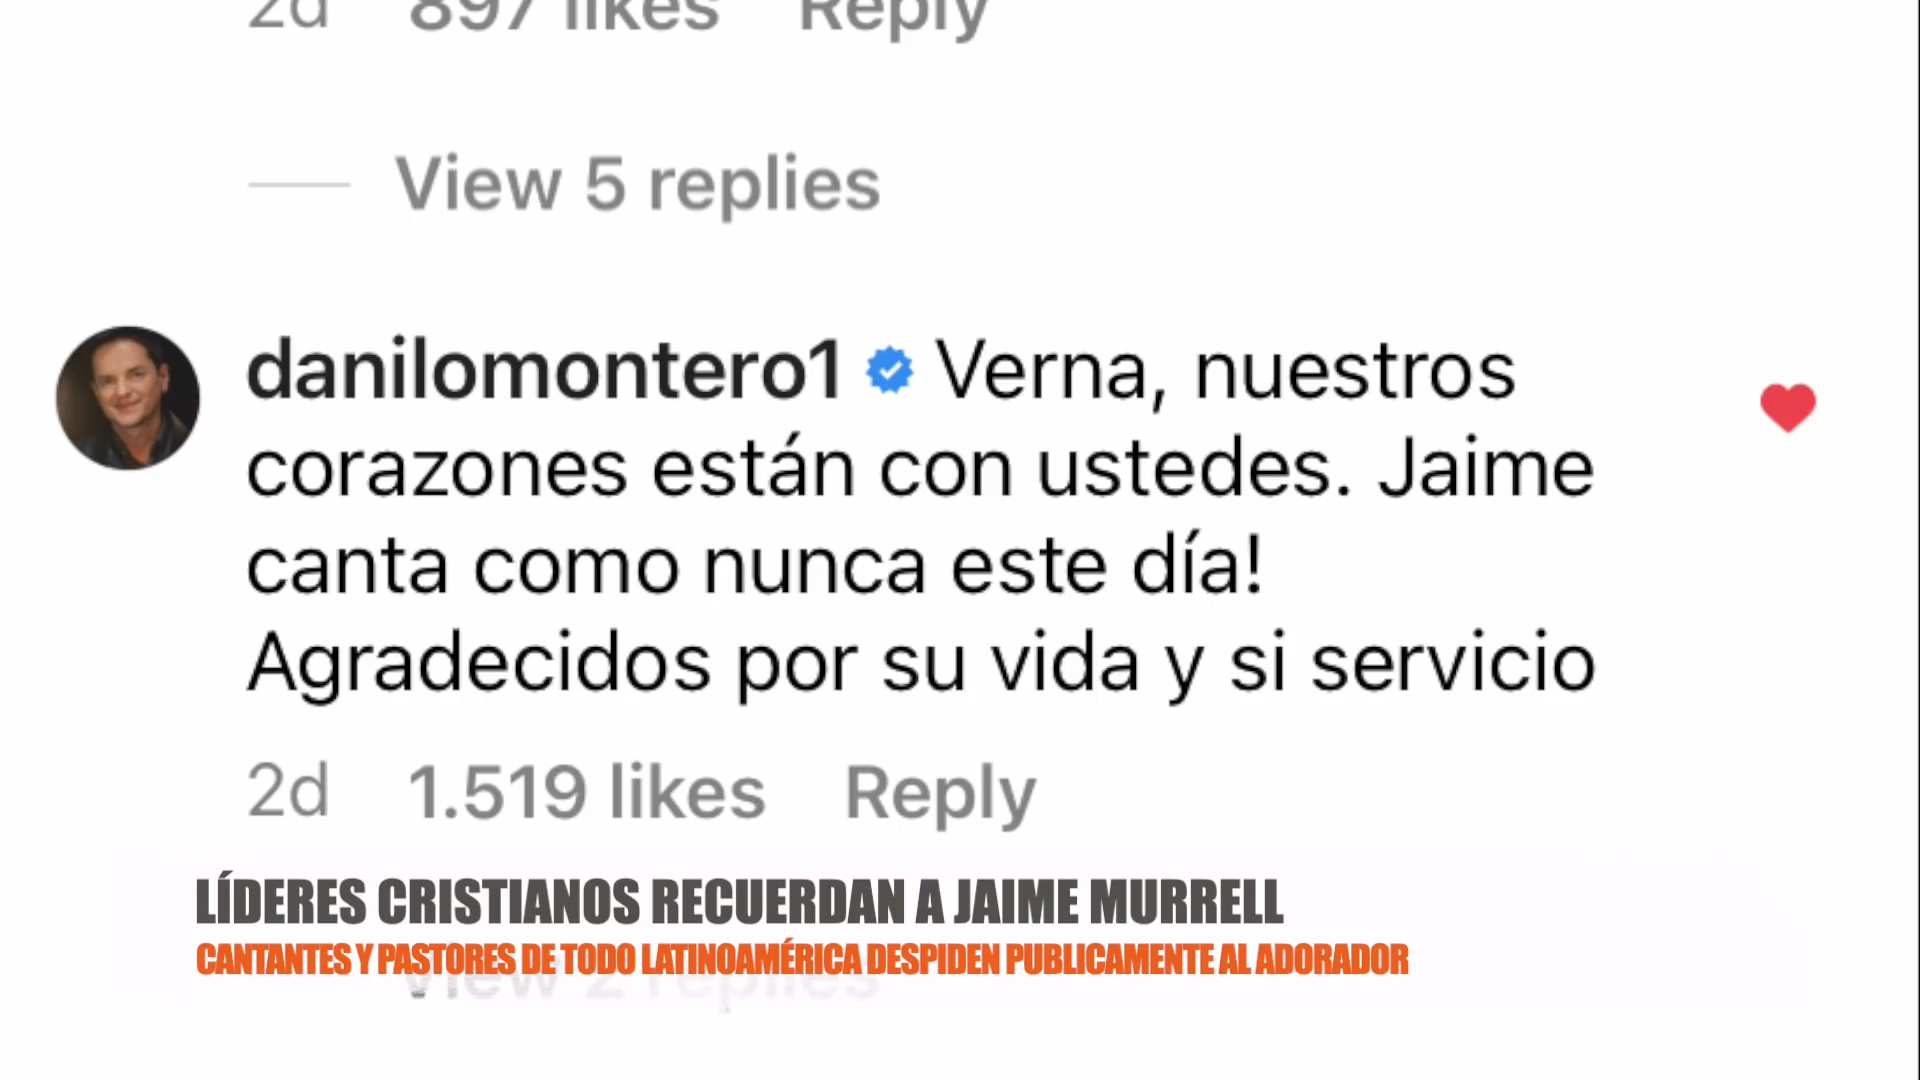 2d 897 likes Reply
View 5 replies
danilomontero1 Verna, nuestros
corazones están con ustedes. Jaime
canta como nunca este día!
Agradecidos por su vida y si servicio
2d 1.519 likes Reply
LÍDERES CRISTIANOS RECUERDAN A JAIME MURRELL
CANTANTES Y PASTORES DE TODO LATINOAMÉRICA DESPIDEN PUBLICAMENTE AL ADORADOR
View 2 replies